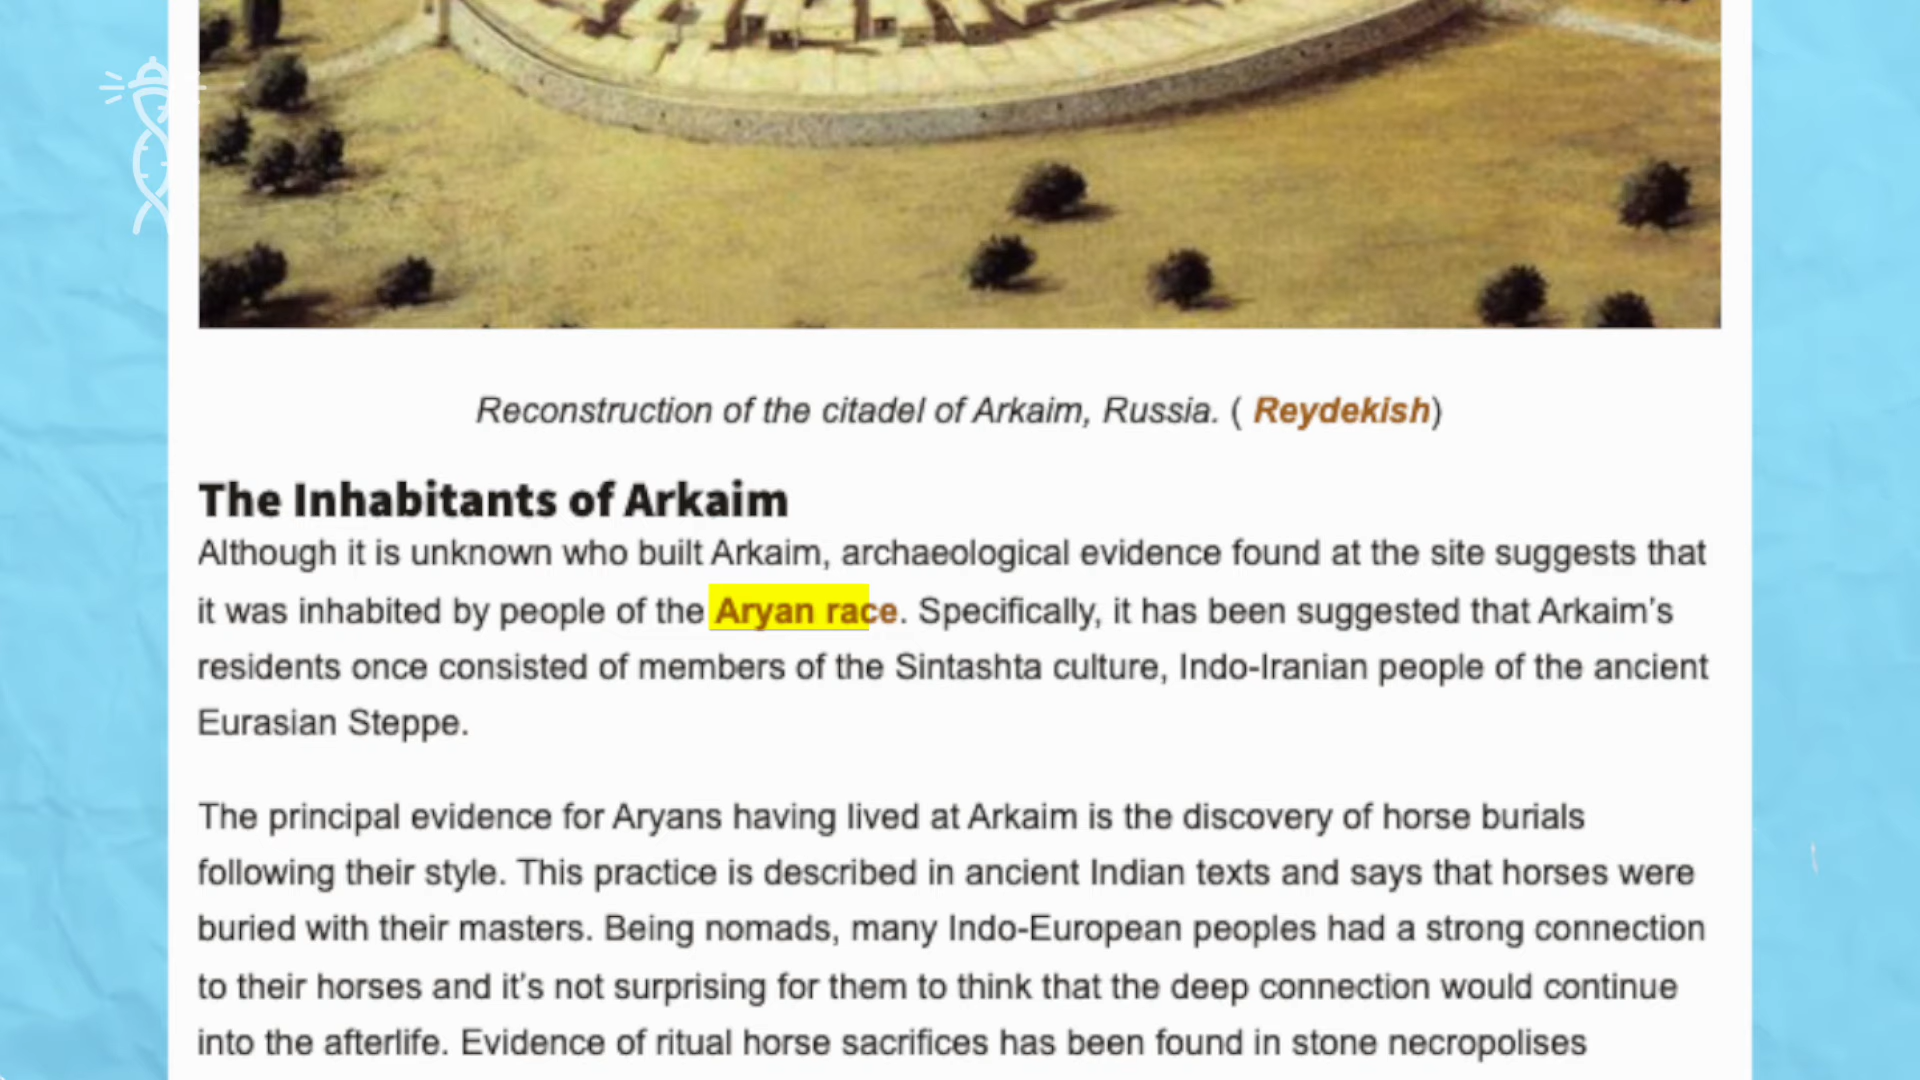 Reconstruction of the citadel of Arkaim, Russia. ( Reydekish)
The Inhabitants of Arkaim
Although it is unknown who built Arkaim, archaeological evidence found at the site suggests that
it was inhabited by people of the Aryan race. Specifically, it has been suggested that Arkaim’s
residents once consisted of members of the Sintashta culture, Indo-Iranian people of the ancient
Eurasian Steppe.
The principal evidence for Aryans having lived at Arkaim is the discovery of horse burials
following their style. This practice is described in ancient Indian texts and says that horses were
buried with their masters. Being nomads, many Indo-European peoples had a strong connection
to their horses and it’s not surprising for them to think that the deep connection would continue
into the afterlife. Evidence of ritual horse sacrifices has been found in stone necropolises